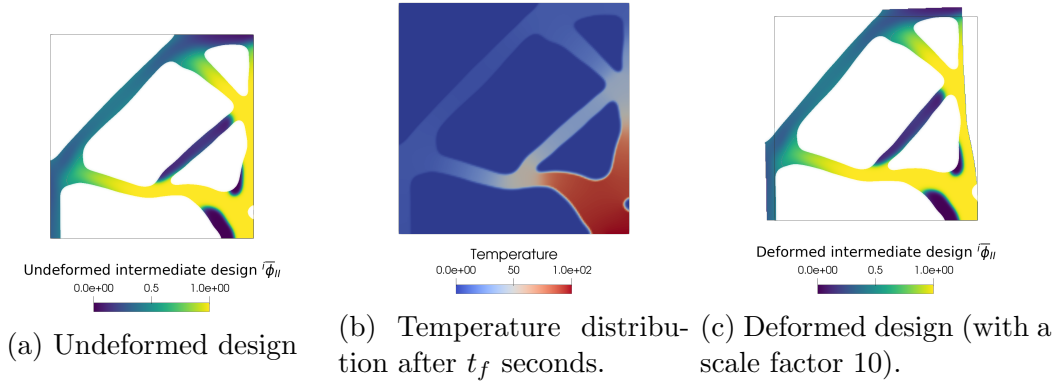 Undeformed intermediate design ⁱφ̅_II
0.0e+00 0.5 1.0e+00
(a) Undeformed design
Temperature
0.0e+00 50 1.0e+02
(b) Temperature distribu-
tion after t_f seconds.
Deformed intermediate design ⁱφ̅_II
0.0e+00 0.5 1.0e+00
(c) Deformed design (with a
scale factor 10).